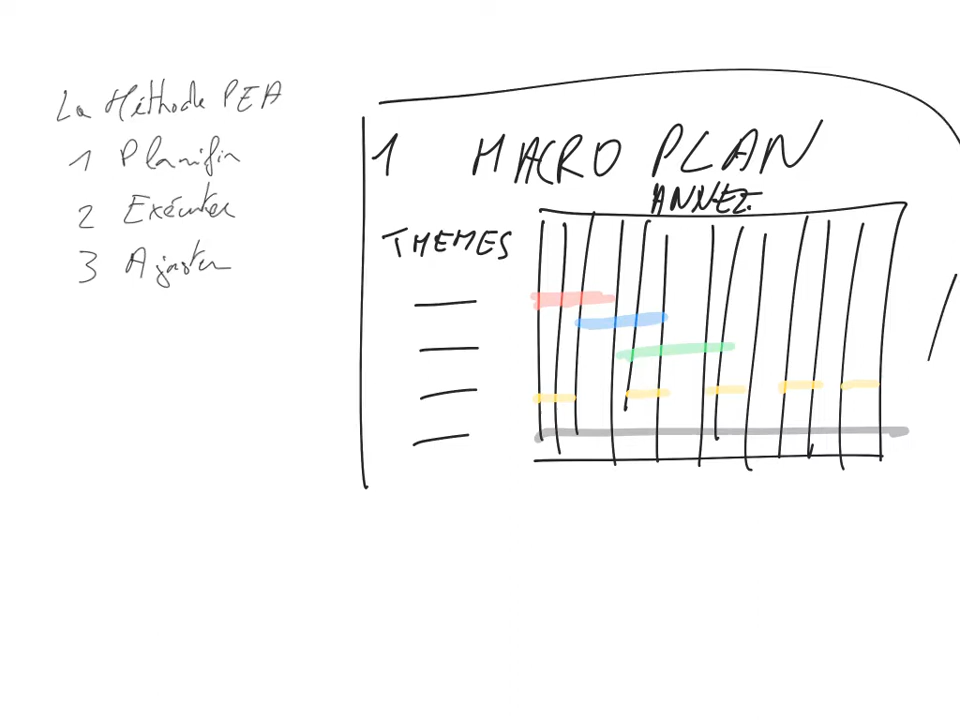 La Méthode PEA
1 Planifier
2 Exécuter
3 Ajuster
1 MACRO PLAN
ANNEE
THEMES